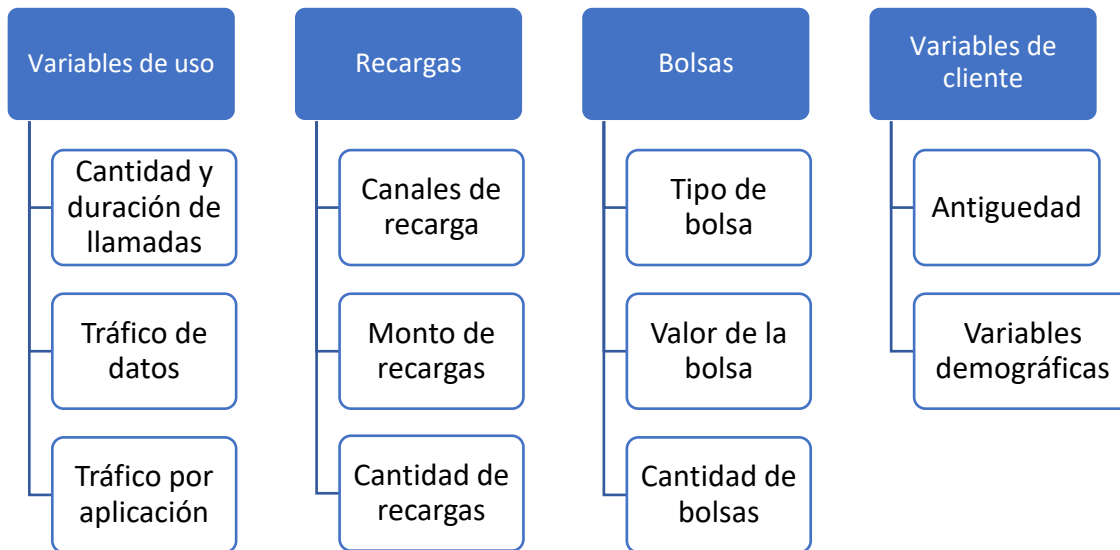 Variables de uso
Cantidad y
duración de
llamadas
Tráfico de
datos
Tráfico por
aplicación
Recargas
Canales de
recarga
Monto de
recargas
Cantidad de
recargas
Bolsas
Tipo de
bolsa
Valor de la
bolsa
Cantidad de
bolsas
Variables de
cliente
Antiguedad
Variables
demográficas